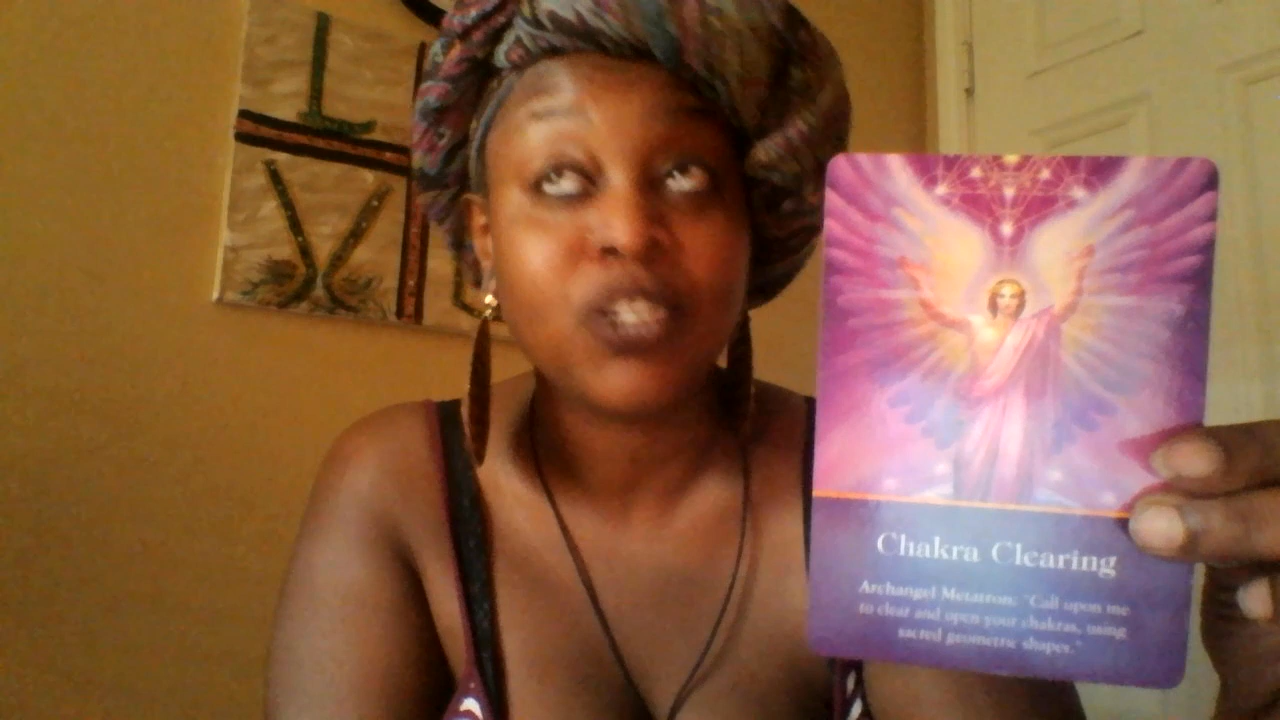 L
V
Chakra Clearing
Archangel Metatron: "Call upon me
to clear and open your chakras, using
sacred geometric shapes."